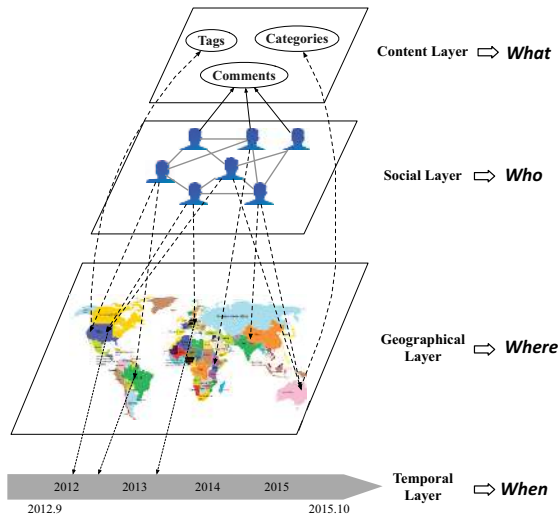 Tags
Categories
Comments
Content Layer
What
Social Layer
Who
Geographical
Layer
Where
2012
2013
2014
2015
2012.9
2015.10
Temporal
Layer
When